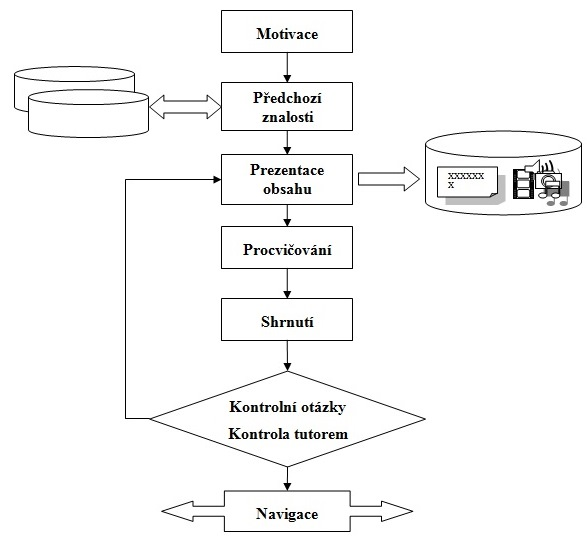 Motivace
Předchozí
znalosti
Prezentace
obsahu
XXXXXX
X
Procvičování
Shrnutí
Kontrolní otázky
Kontrola tutorem
Navigace